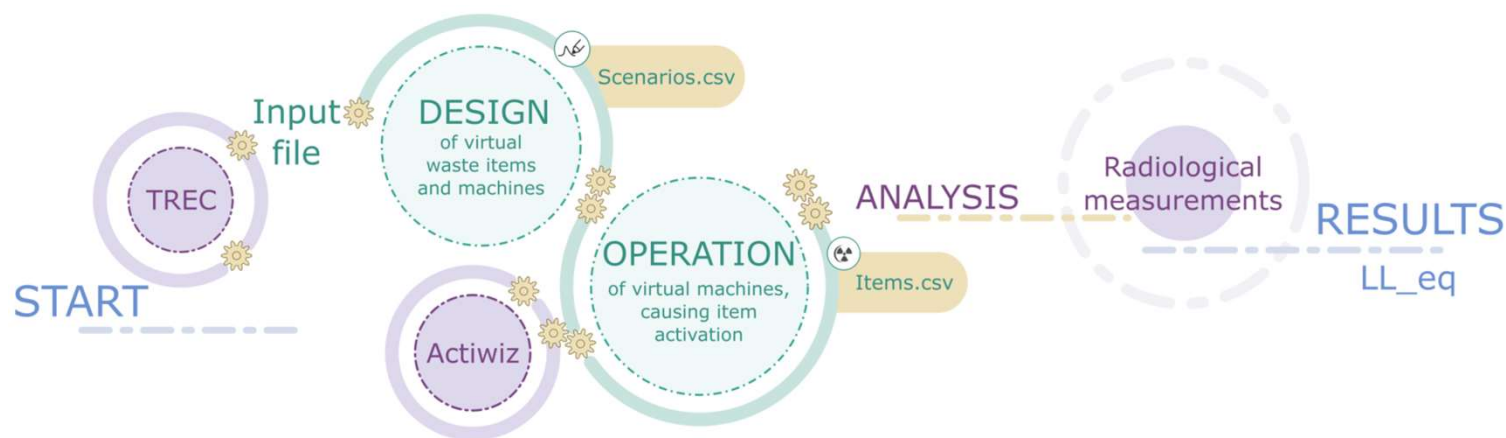 START
TREC
Input
file
DESIGN
of virtual
waste items
and machines
Scenarios.csv
Actiwiz
OPERATION
of virtual machines,
causing item
activation
Items.csv
ANALYSIS
Radiological
measurements
RESULTS
LL_eq